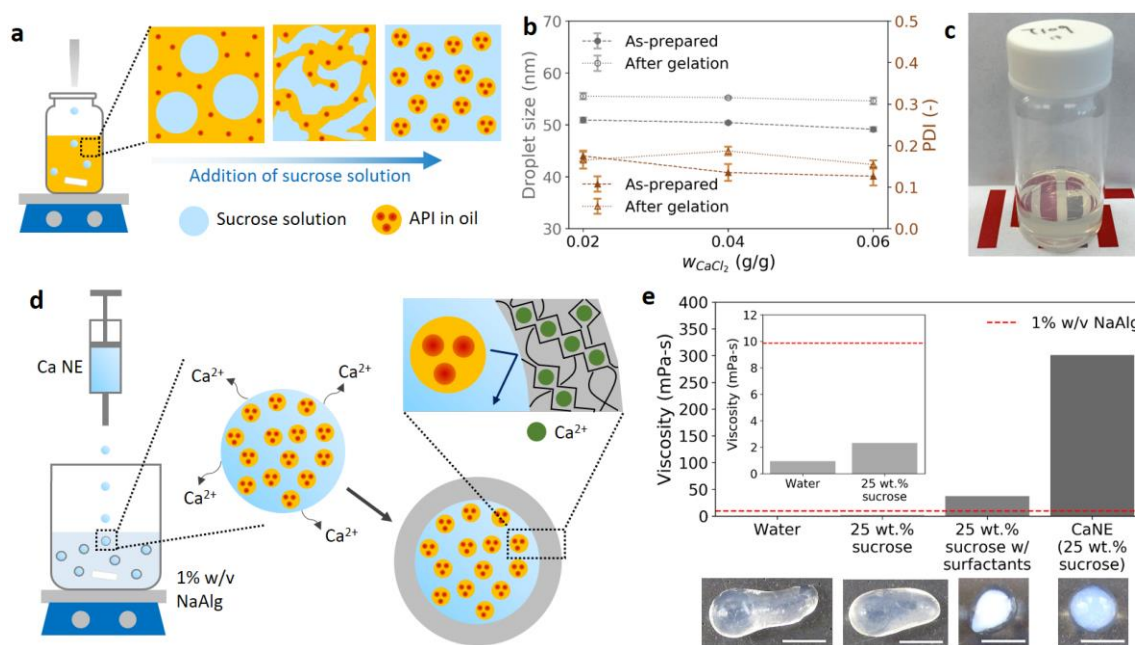 a
Addition of sucrose solution
Sucrose solution
API in oil
b
Droplet size (nm)
70
60
50
40
30
As-prepared
After gelation
As-prepared
After gelation
0.5
0.4
0.3
0.2
0.1
0.0
PDI (-)
0.02
0.04
0.06
w_CaCl₂ (g/g)
c
d
Ca NE
1% w/v
NaAlg
Ca²⁺
Ca²⁺
Ca²⁺
Ca²⁺
Ca²⁺
e
Viscosity (mPa-s)
400
350
300
250
200
150
100
50
0
Viscosity (mPa-s)
12
10
8
6
4
2
0
Water
25 wt.%
sucrose
1% w/v NaAlg
Water
25 wt.%
sucrose
25 wt.%
sucrose w/
surfactants
CaNE
(25 wt.%
sucrose)